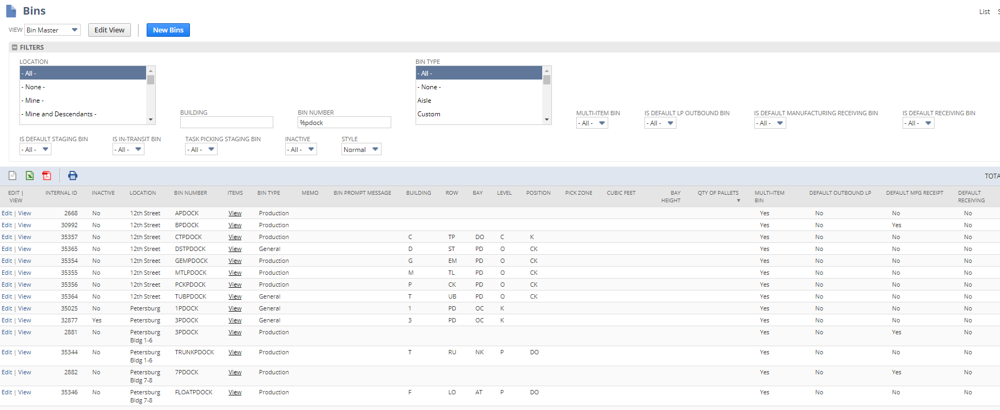 Bins
List
VIEW Bin Master Edit View New Bins
FILTERS
LOCATION
- All -
- None -
- Mine -
- Mine and Descendants -
BUILDING
BIN NUMBER
%pdock
BIN TYPE
- All -
- None -
Aisle
Custom
MULTI-ITEM BIN
- All -
IS DEFAULT LP OUTBOUND BIN
- All -
IS DEFAULT MANUFACTURING RECEIVING BIN
- All -
IS DEFAULT RECEIVING BIN
- All -
IS DEFAULT STAGING BIN
- All -
IS IN-TRANSIT BIN
- All -
TASK PICKING STAGING BIN
- All -
INACTIVE
- All -
STYLE
Normal
TOTA
EDIT | VIEW INTERNAL ID INACTIVE LOCATION BIN NUMBER ITEMS BIN TYPE MEMO BIN PROMPT MESSAGE BUILDING ROW BAY LEVEL POSITION PICK ZONE CUBIC FEET BAY HEIGHT QTY OF PALLETS MULTI-ITEM BIN DEFAULT OUTBOUND LP DEFAULT MFG RECEIPT DEFAULT RECEIVING
Edit | View 2668 No 12th Street APDOCK View Production Yes No No No
Edit | View 30992 No 12th Street BPDOCK View Production Yes No Yes No
Edit | View 35357 No 12th Street CTPDOCK View Production C TP DO C K Yes No No No
Edit | View 35365 No 12th Street DSTPDOCK View General D ST PD O CK Yes No No No
Edit | View 35354 No 12th Street GEMPDOCK View Production G EM PD O CK Yes No No No
Edit | View 35355 No 12th Street MTLPDOCK View Production M TL PD O CK Yes No No No
Edit | View 35356 No 12th Street PCKPDOCK View Production P CK PD O CK Yes No No No
Edit | View 35364 No 12th Street TUBPDOCK View General T UB PD O CK Yes No No No
Edit | View 35025 No Petersburg 1PDOCK View General 1 PD OC K Yes No No No
Edit | View 32877 Yes Petersburg 3PDOCK View General 3 PD OC K Yes No No No
Edit | View 2881 No Petersburg Bldg 1-6 3PDOCK View Production Yes No Yes No
Edit | View 35344 No Petersburg Bldg 1-6 TRUNKPDOCK View Production T RU NK P DO Yes No No No
Edit | View 2882 No Petersburg Bldg 7-8 7PDOCK View Production Yes No Yes No
Edit | View 35346 No Petersburg Bldg 7-8 FLOATPDOCK View Production F LO AT P DO Yes No No No